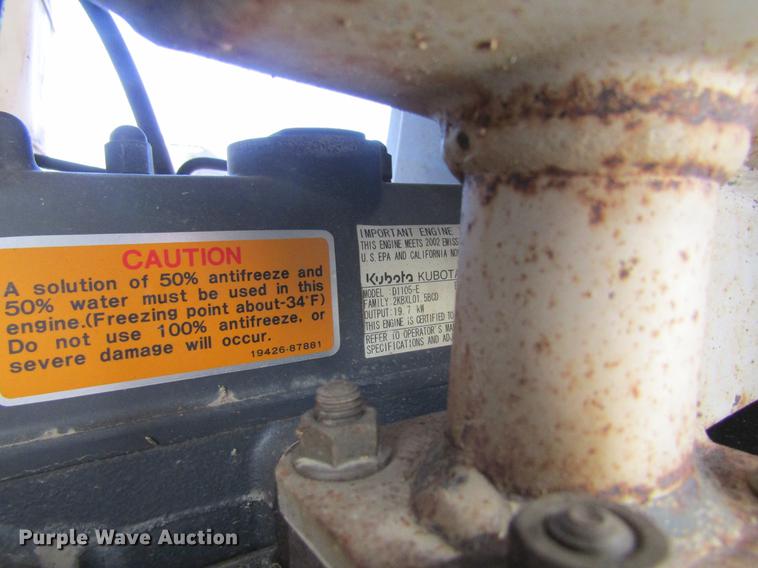 CAUTION
A solution of 50% antifreeze and
50% water must be used in this
engine.(Freezing point about-34°F)
Do not use 100% antifreeze, or
severe damage will occur.
19426-87881
IMPORTANT ENGINE
THIS ENGINE MEETS 2002
U.S. EPA AND CALIFORNIA
Kubota KUBOTA
MODEL :D1105-E
FAMILY:2KBXL01.5BCD
OUTPUT:19.7 kW
THIS ENGINE IS CERTIFIED TO
REFER TO OPERATOR'S
SPECIFICATIONS AND
Purple Wave Auction